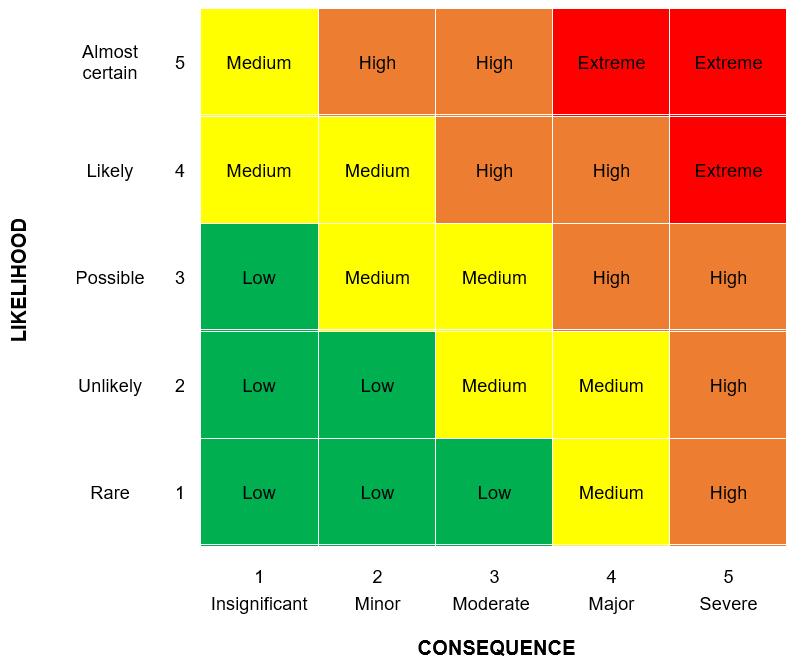 Almost
certain 5 Medium High High Extreme Extreme
Likely 4 Medium Medium High High Extreme
LIKELIHOOD
Possible 3 Low Medium Medium High High
Unlikely 2 Low Low Medium Medium High
Rare 1 Low Low Low Medium High
1 2 3 4 5
Insignificant Minor Moderate Major Severe
CONSEQUENCE